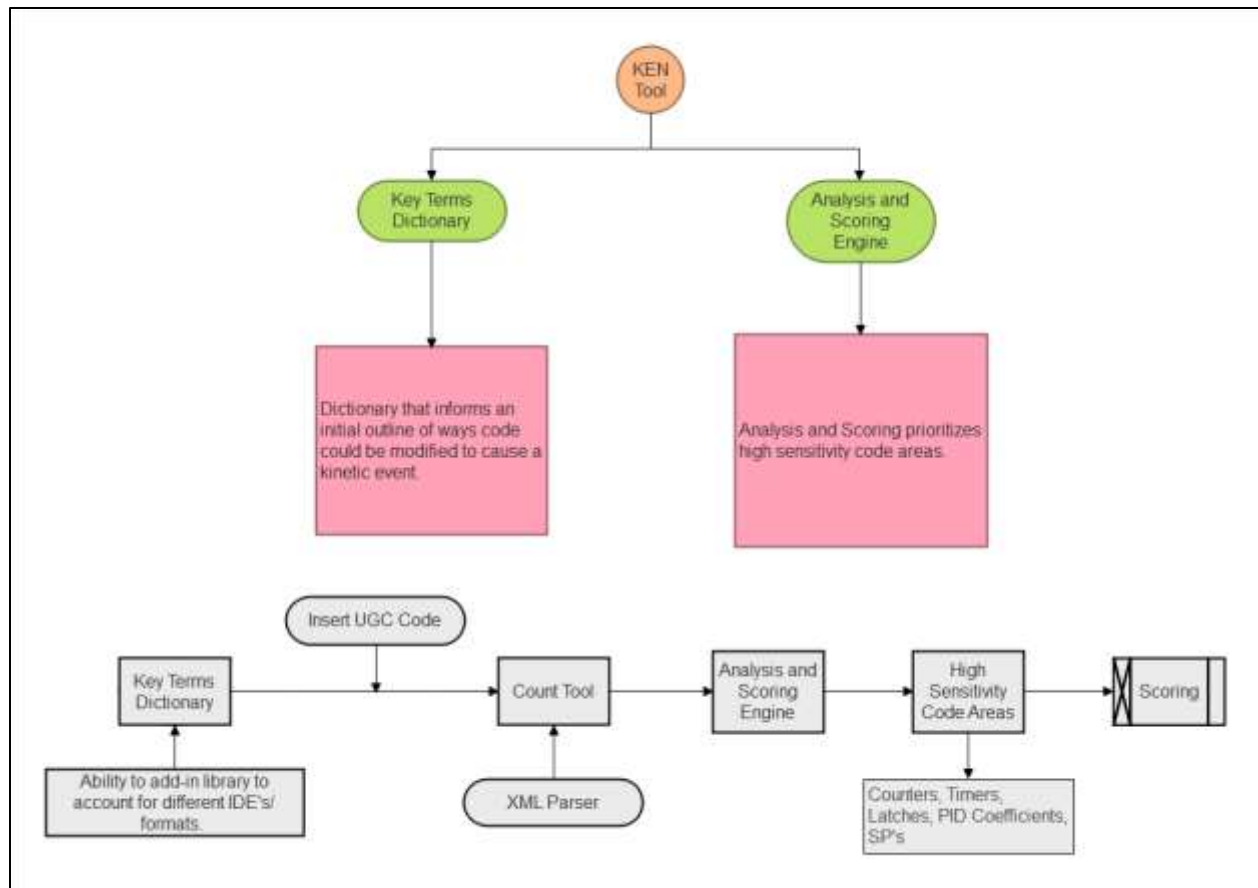 KEN
Tool
Key Terms
Dictionary
Analysis and
Scoring
Engine
Dictionary that informs an
initial outline of ways code
could be modified to cause a
kinetic event.
Analysis and Scoring prioritizes
high sensitivity code areas.
Insert UGC Code
Key Terms
Dictionary
Count Tool
Analysis and
Scoring
Engine
High
Sensitivity
Code Areas
Scoring
Ability to add-in library to
account for different IDE's/
formats.
XML Parser
Counters, Timers,
Latches, PID Coefficients,
SP's